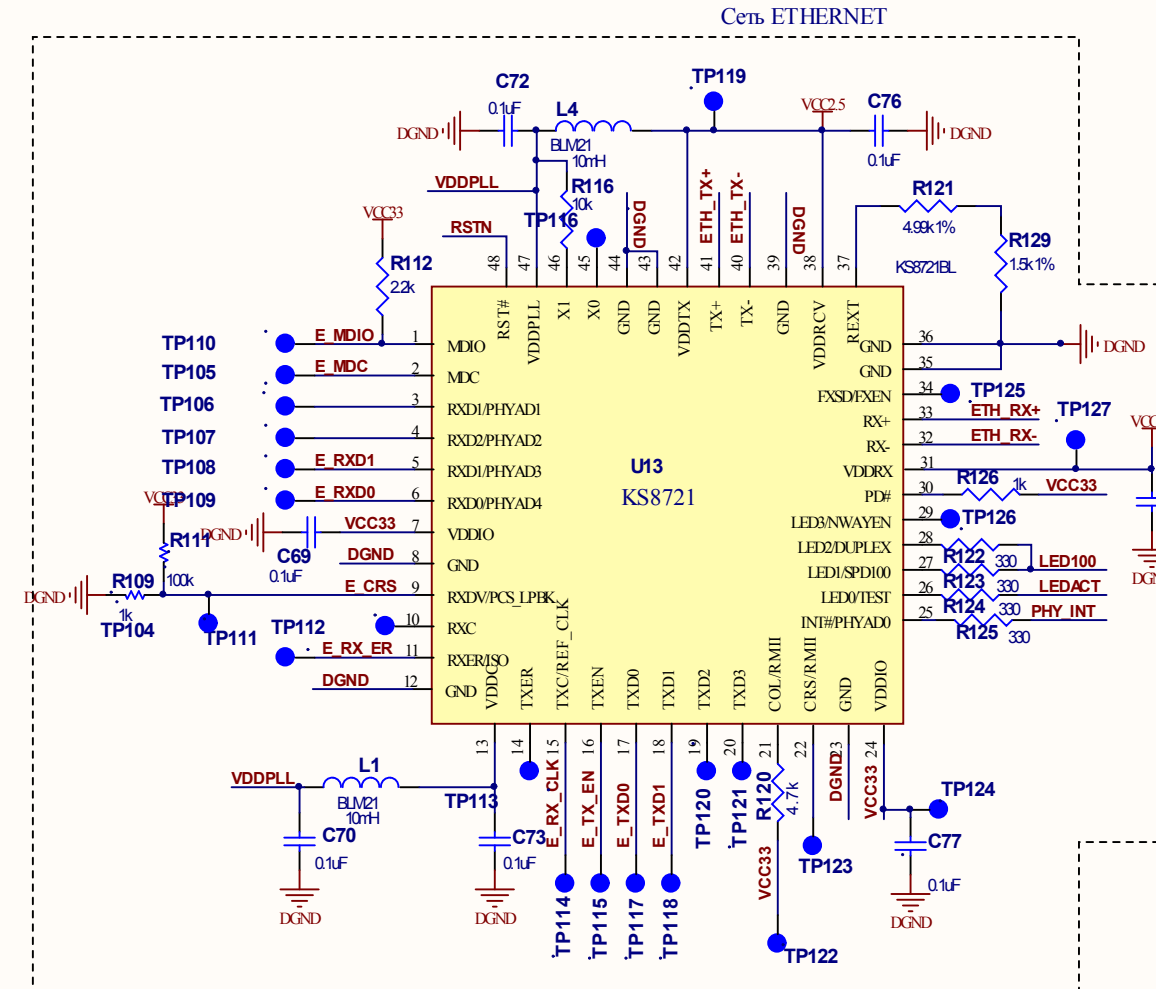 Сеть ETHERNET
TP119
C72
0.1uF
L4
VCC2.5
C76
DGND
DGND
BLM21
10mH
0.1uF
VDDPLL
R116
10k
R121
4.99k1%
VCC33
RSTN
TP116
DGND
ETH_TX+
ETH_TX-
DGND
KS8721BL
R129
1.5k1%
R112
2.2k
48
47
46
45
44
43
42
41
40
39
38
37
RST#
VDDPLL
X1
X0
GND
GND
VDDTX
TX+
TX-
GND
VDDRCV
REXT
TP110
E_MDIO
1
MDIO
GND
36
DGND
TP105
E_MDC
2
MDC
GND
35
TP106
3
RXD1/PHYAD1
FXSD/FXEN
34
TP125
RX+
33
ETH_RX+
TP127
TP107
4
RXD2/PHYAD2
RX-
32
ETH_RX-
TP108
E_RXD1
5
RXD1/PHYAD3
U13
VDDRX
31
TP109
E_RXD0
6
RXD0/PHYAD4
KS8721
PD#
30
R126
1k
VCC33
DGND
C69
0.1uF
VCC33
7
VDDIO
LED3/NWAYEN
29
TP126
R111
100k
DGND
8
GND
LED2/DUPLEX
28
R122
330
LED100
LED1/SPD100
27
R123
330
LEDACT
DGND
R109
1k
TP104
E_CRS
9
RXDV/PCS_LPBK
LED0/TEST
26
R124
330
PHY_INT
TP111
TP112
10
RXC
INT#/PHYAD0
25
R125
330
E_RX_ER
11
RXER/ISO
DGND
12
GND
VDDC
TXER
TXC/REF_CLK
TXEN
TXD0
TXD1
TXD2
TXD3
COL/RMII
CRS/RMII
GND
VDDIO
13
14
15
16
17
18
19
20
21
22
23
24
VDDPLL
L1
BLM21
10mH
TP113
E_RX_CLK
E_TX_EN
E_TXD0
E_TXD1
TP120
TP121
R120
4.7k
DGND
VCC33
TP124
C70
0.1uF
C73
0.1uF
VCC33
TP123
C77
0.1uF
DGND
DGND
TP114
TP115
TP117
TP118
TP122
DGND